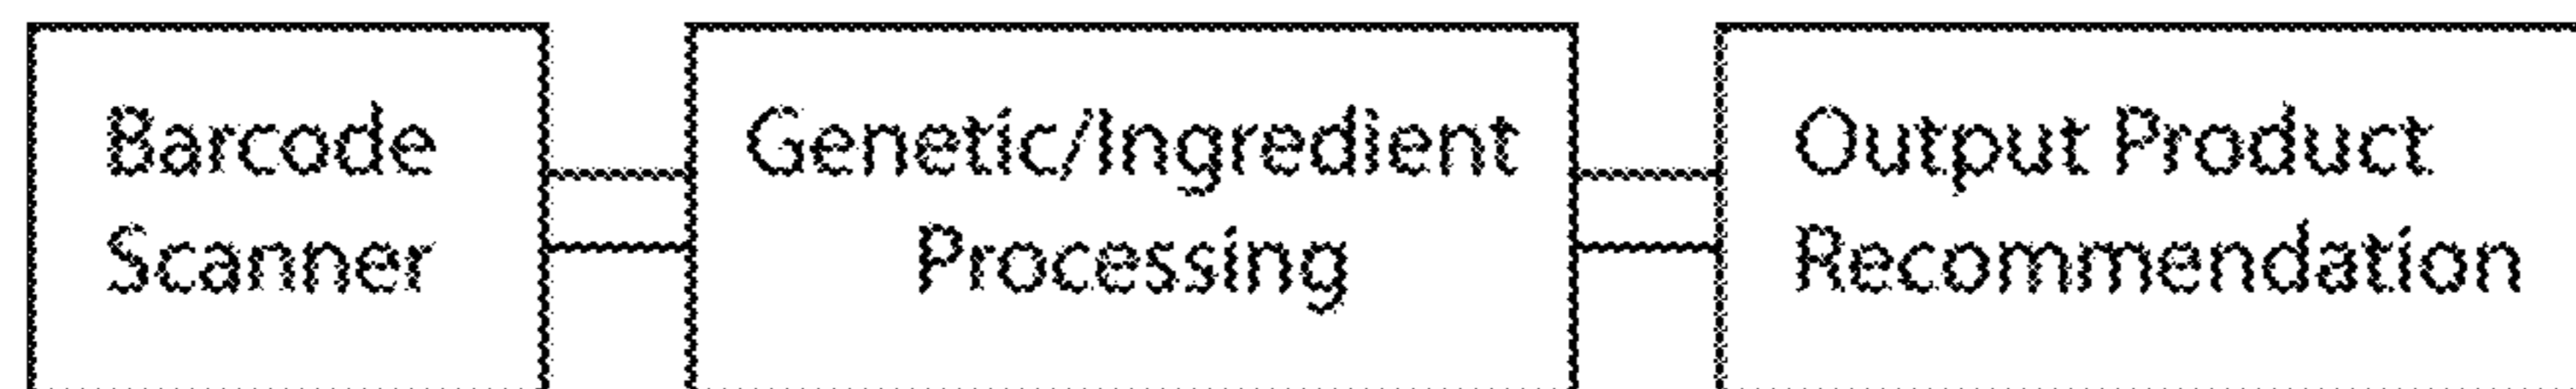 Barcode
Scanner
Genetic/Ingredient
Processing
Output Product
Recommendation